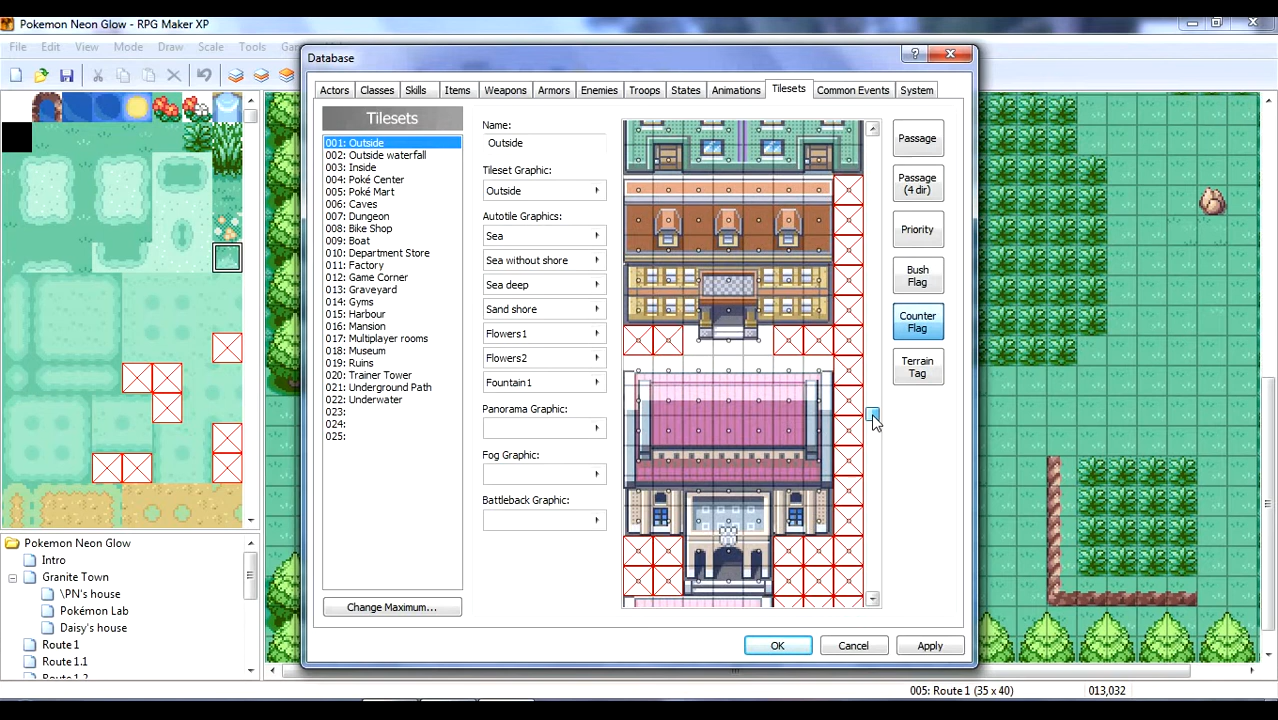 Pokemon Neon Glow - RPG Maker XP
File Edit View Mode Draw Scale Tools
Database
Actors Classes Skills Items Weapons Armors Enemies Troops States Animations Tilesets Common Events System
Tilesets
001: Outside
002: Outside waterfall
003: Inside
004: Poké Center
005: Poké Mart
006: Caves
007: Dungeon
008: Bike Shop
009: Boat
010: Department Store
011: Factory
012: Game Corner
013: Graveyard
014: Gyms
015: Harbour
016: Mansion
017: Multiplayer rooms
018: Museum
019: Ruins
020: Trainer Tower
021: Underground Path
022: Underwater
023:
024:
025:
Change Maximum...
Name:
Outside
Tileset Graphic:
Outside
Autotile Graphics:
Sea
Sea without shore
Sea deep
Sand shore
Flowers1
Flowers2
Fountain1
Panorama Graphic:
Fog Graphic:
Battleback Graphic:
Passage
Passage
(4 dir)
Priority
Bush
Flag
Counter
Flag
Terrain
Tag
OK Cancel Apply
Pokemon Neon Glow
Intro
Granite Town
\PN's house
Pokémon Lab
Daisy's house
Route 1
Route 1.1
005: Route 1 (35 x 40) 013,032